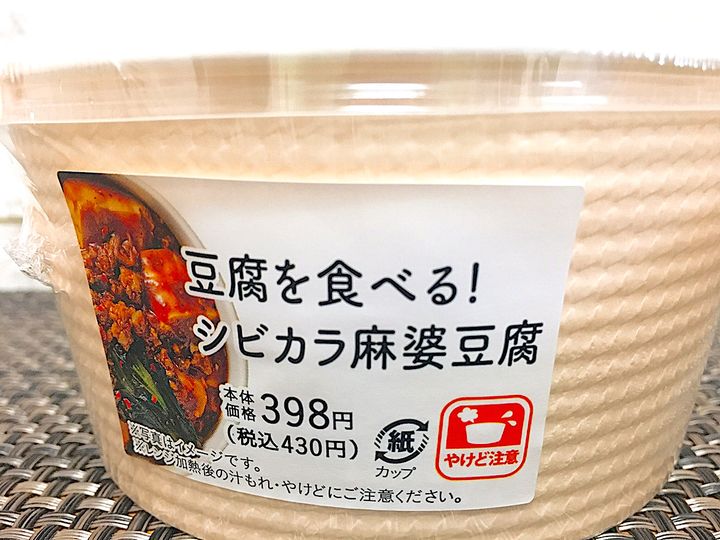 豆腐を食べる!
シビカラ麻婆豆腐
本体
価格 398円
(税込430円)
紙
カップ
やけど注意
※写真はイメージです。
※レンジ加熱後の汁もれ・やけどにご注意ください。